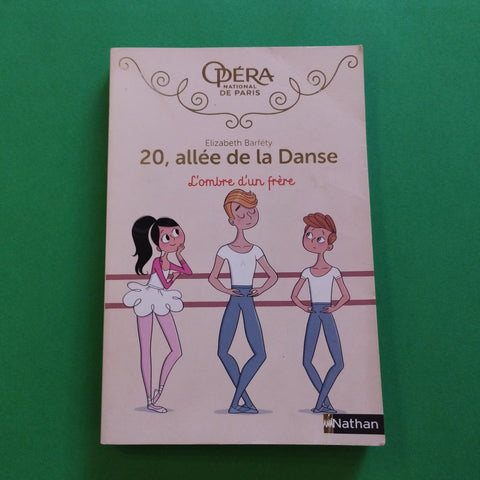 OPÉRA
NATIONAL
DE PARIS
Elizabeth Barféty
20, allée de la Danse
L'ombre d'un frère
Nathan